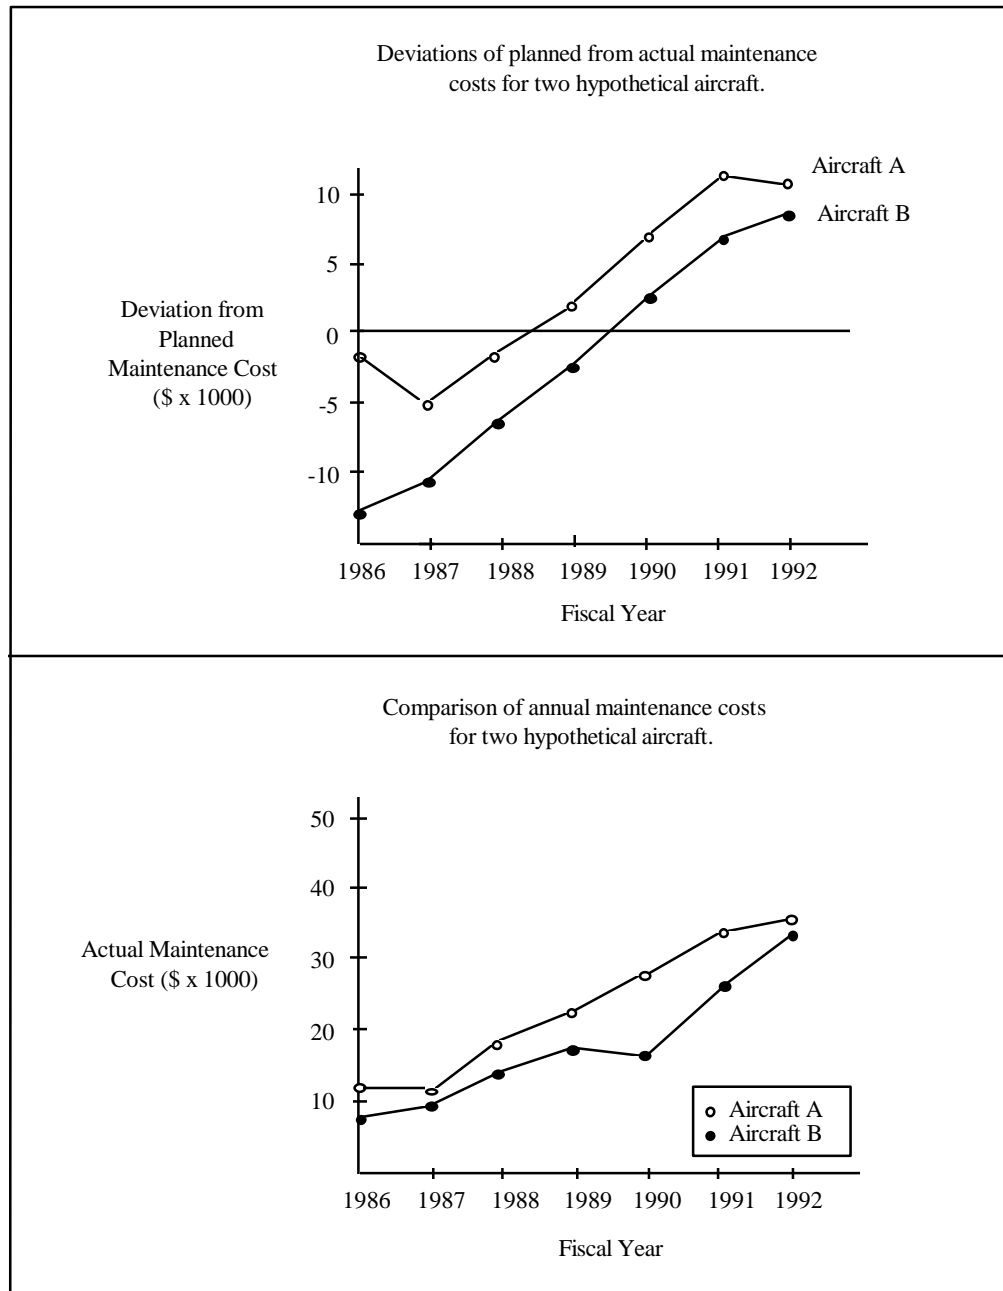 Deviations of planned from actual maintenance
costs for two hypothetical aircraft.
Aircraft A
Aircraft B
10
5
0
-5
-10
Deviation from
Planned
Maintenance Cost
($ x 1000)
1986 1987 1988 1989 1990 1991 1992
Fiscal Year
Comparison of annual maintenance costs
for two hypothetical aircraft.
50
40
30
20
10
Actual Maintenance
Cost ($ x 1000)
Aircraft A
Aircraft B
1986 1987 1988 1989 1990 1991 1992
Fiscal Year